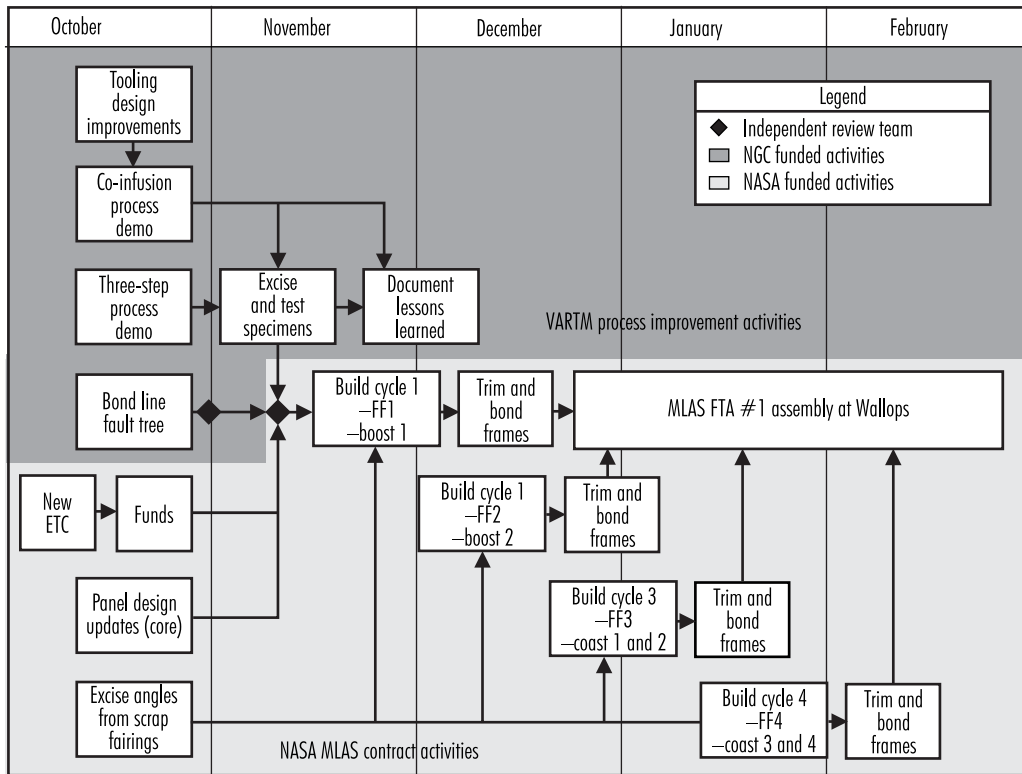 October
November
December
January
February
Tooling
design
improvements
Legend
Independent review team
NGC funded activities
NASA funded activities
Co-infusion
process
demo
Three-step
process
demo
Excise
and test
specimens
Document
lessons
learned
VARTM process improvement activities
Bond line
fault tree
Build cycle 1
–FF1
–boost 1
Trim and
bond
frames
MLAS FTA #1 assembly at Wallops
New
ETC
Funds
Build cycle 1
–FF2
–boost 2
Trim and
bond
frames
Panel design
updates (core)
Build cycle 3
–FF3
–coast 1 and 2
Trim and
bond
frames
Excise angles
from scrap
fairings
Build cycle 4
–FF4
–coast 3 and 4
Trim and
bond
frames
NASA MLAS contract activities